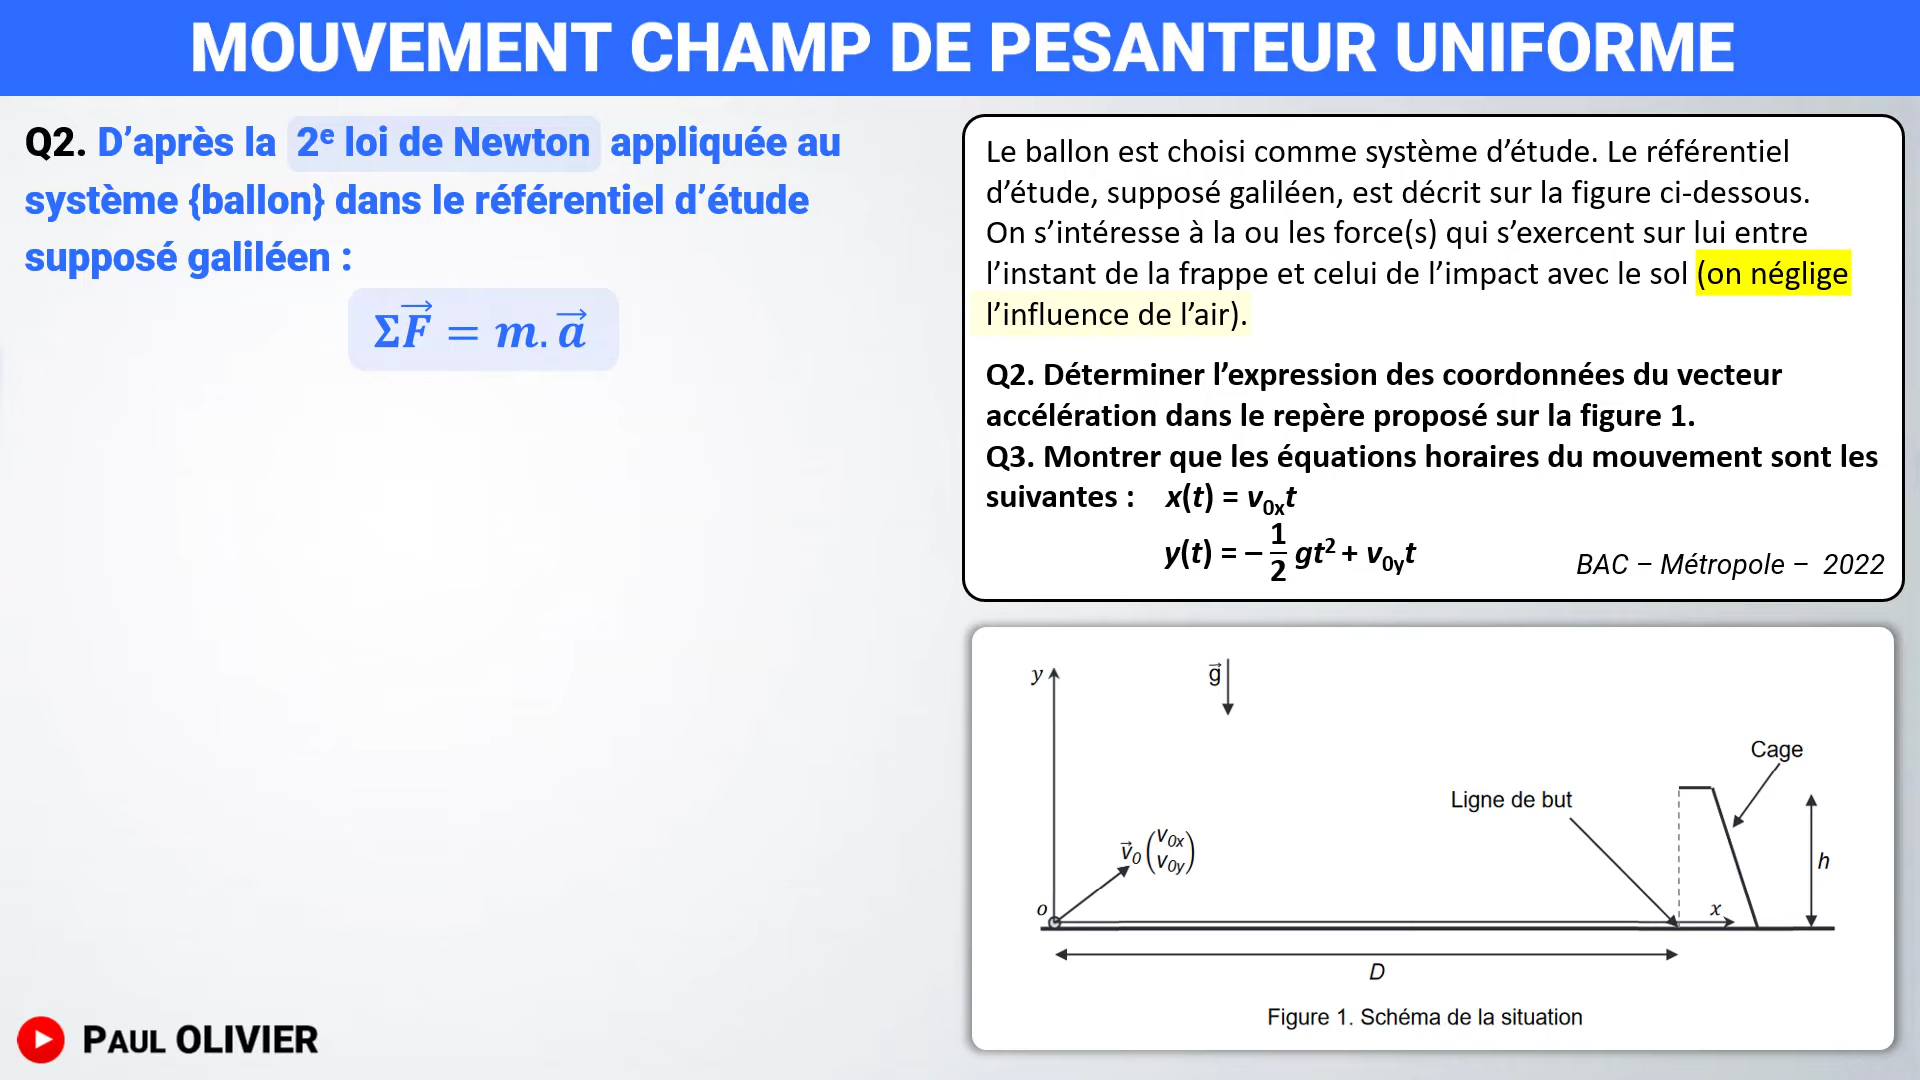 MOUVEMENT CHAMP DE PESANTEUR UNIFORME
Q2. D’après la 2e loi de Newton appliquée au
système {ballon} dans le référentiel d’étude
supposé galiléen :
ΣF⃗ = m.a⃗
Le ballon est choisi comme système d’étude. Le référentiel
d’étude, supposé galiléen, est décrit sur la figure ci-dessous.
On s’intéresse à la ou les force(s) qui s’exercent sur lui entre
l’instant de la frappe et celui de l’impact avec le sol (on néglige
l’influence de l’air).
Q2. Déterminer l’expression des coordonnées du vecteur
accélération dans le repère proposé sur la figure 1.
Q3. Montrer que les équations horaires du mouvement sont les
suivantes : x(t) = v0xt
y(t) = – 1/2 gt² + v0yt
BAC – Métropole – 2022
y
g⃗
Cage
Ligne de but
v⃗0 (v0x
v0y)
h
o
x
D
Figure 1. Schéma de la situation
PAUL OLIVIER